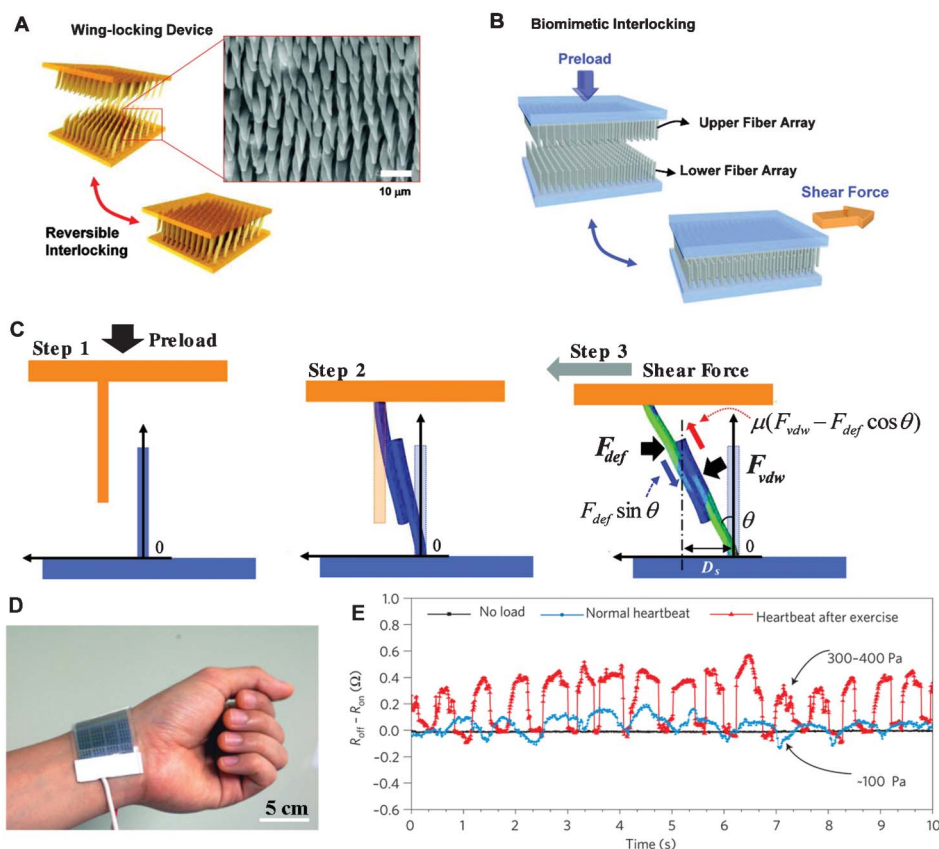 A
Wing-locking Device
10 μm
Reversible
Interlocking
B
Biomimetic Interlocking
Preload
Upper Fiber Array
Lower Fiber Array
Shear Force
C
Step 1
Preload
0
Step 2
0
Step 3
Shear Force
μ(F_vdw − F_def cos θ)
F_def
F_vdw
F_def sin θ
θ
0
D_s
D
5 cm
E
No load
Normal heartbeat
Heartbeat after exercise
300–400 Pa
~100 Pa
R_off − R_on (Ω)
1.0
0.8
0.6
0.4
0.2
0.0
-0.2
-0.4
-0.6
0 1 2 3 4 5 6 7 8 9 10
Time (s)